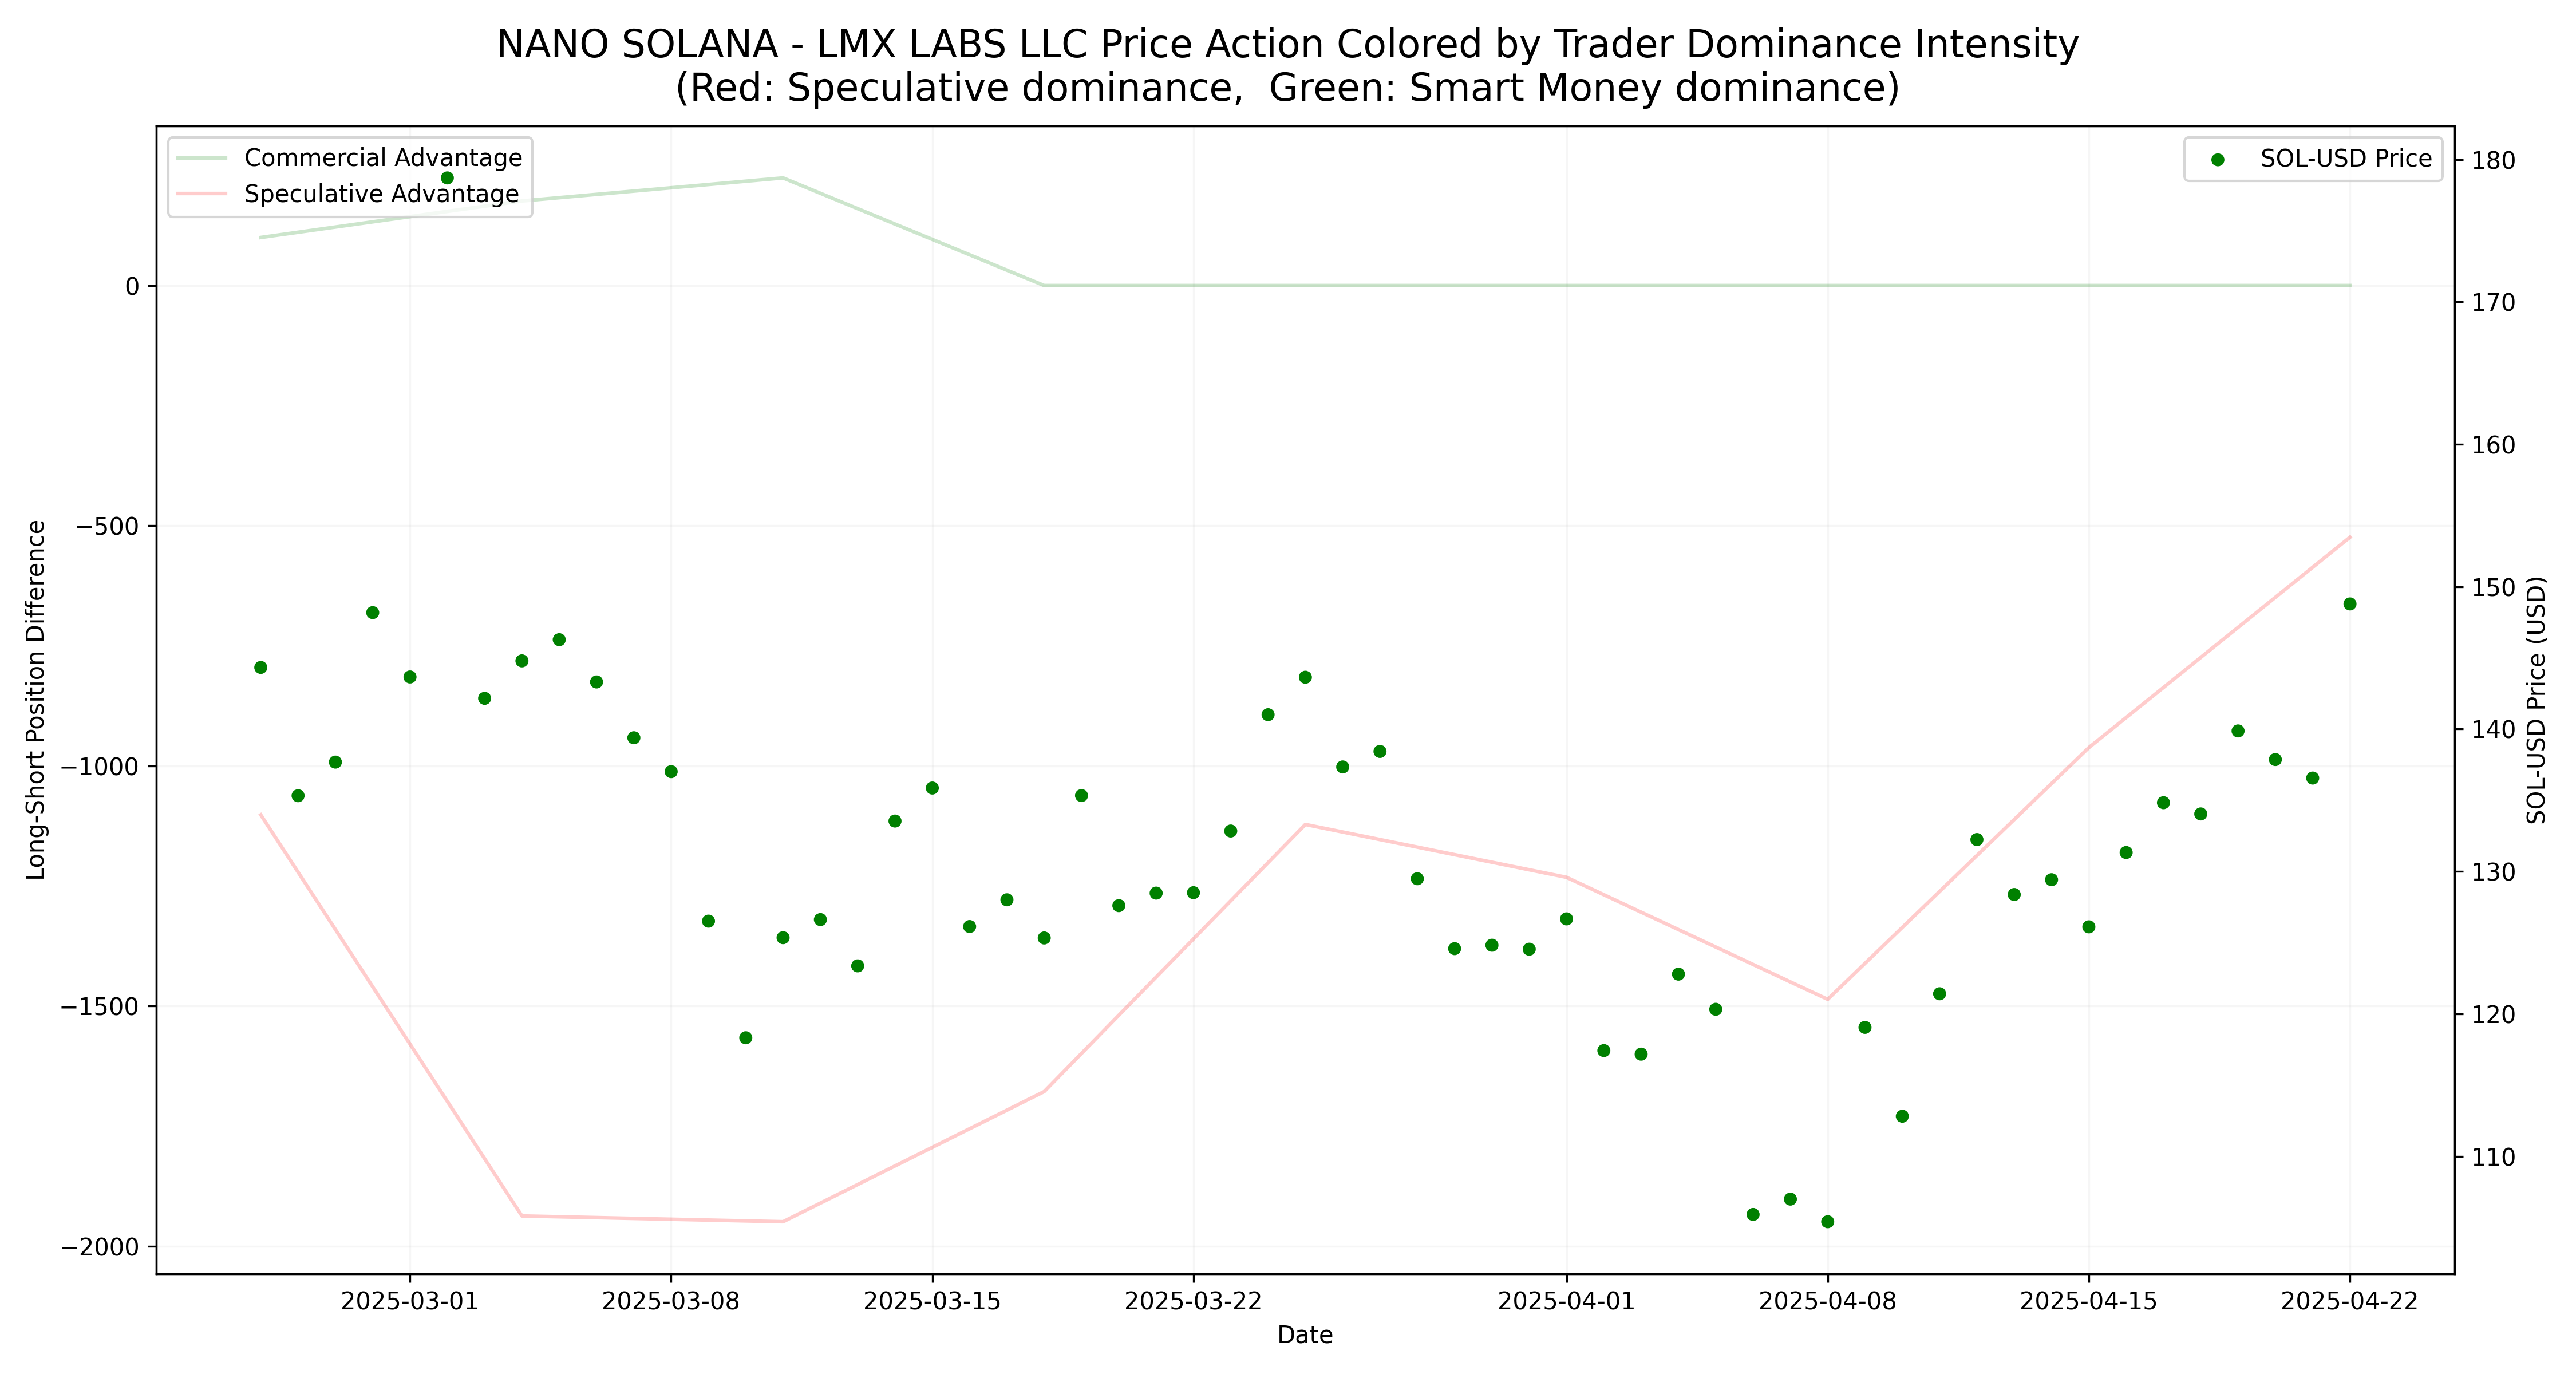 NANO SOLANA - LMX LABS LLC Price Action Colored by Trader Dominance Intensity
(Red: Speculative dominance,  Green: Smart Money dominance)
Commercial Advantage
Speculative Advantage
SOL-USD Price
Long-Short Position Difference
0
−500
−1000
−1500
−2000
180
170
160
150
140
130
120
110
SOL-USD Price (USD)
2025-03-01
2025-03-08
2025-03-15
2025-03-22
2025-04-01
2025-04-08
2025-04-15
2025-04-22
Date